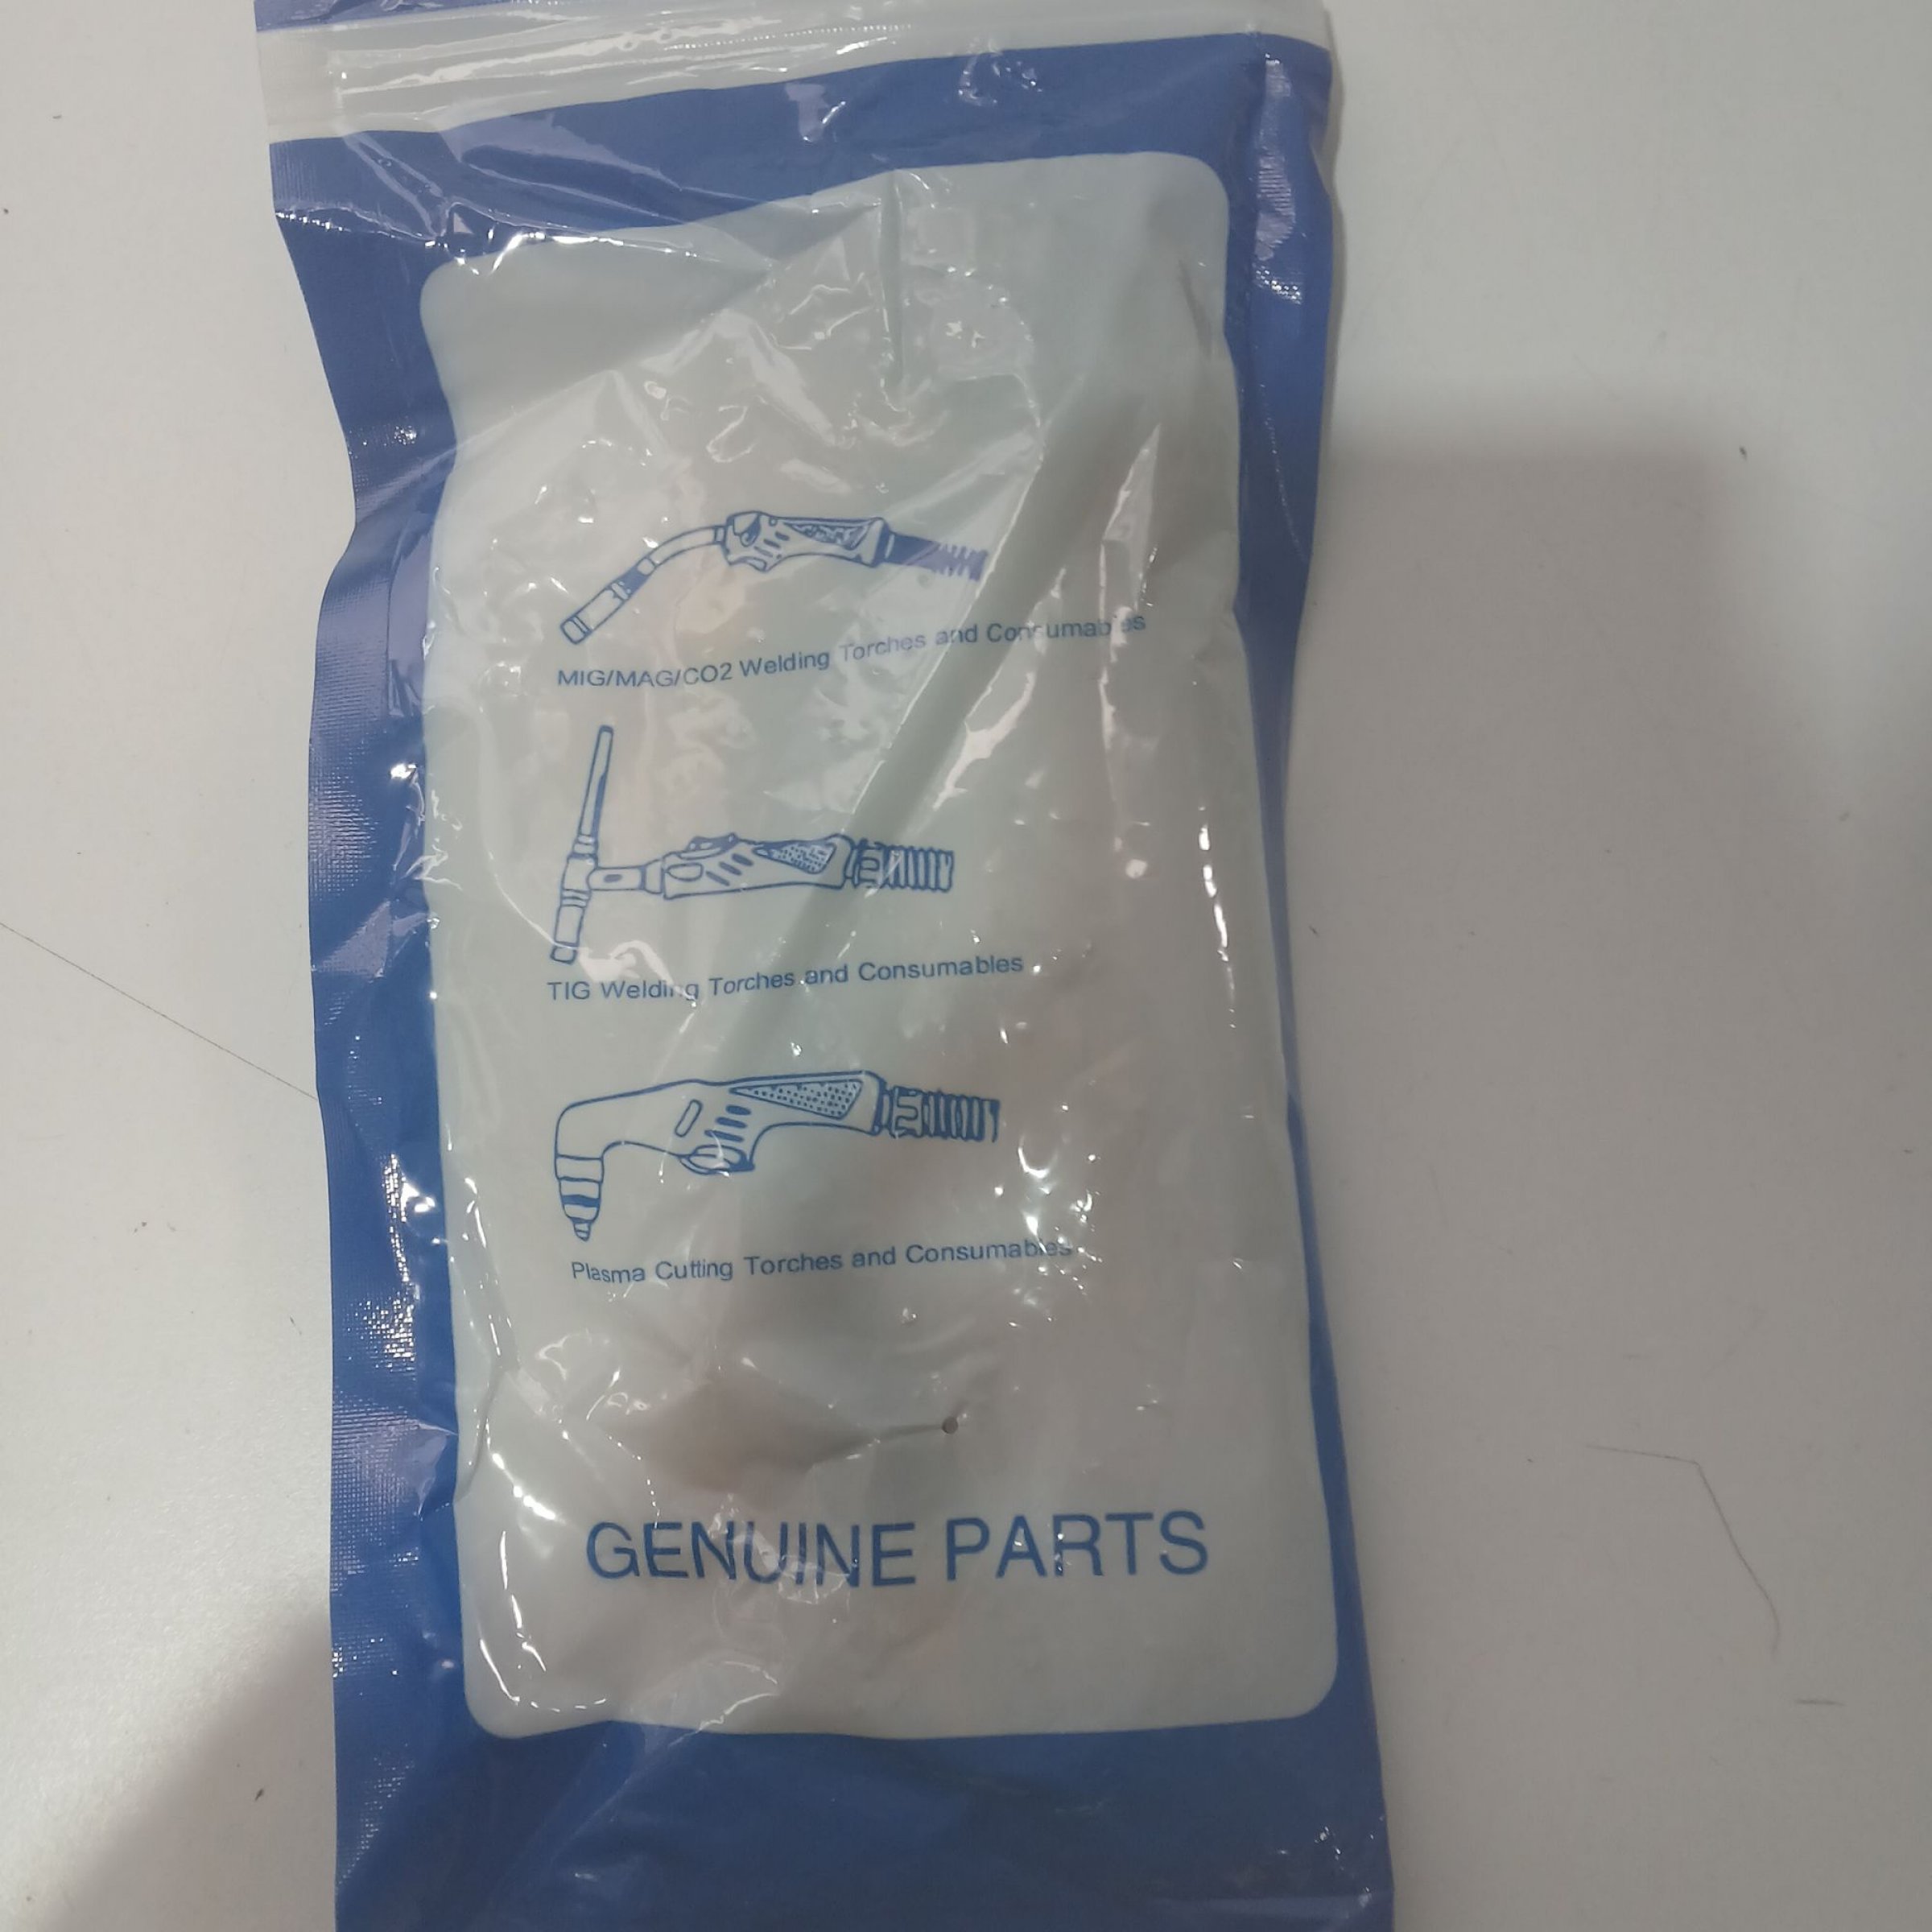 MIG/MAG/CO2 Welding Torches and Consumables
TIG Welding Torches and Consumables
Plasma Cutting Torches and Consumables
GENUINE PARTS